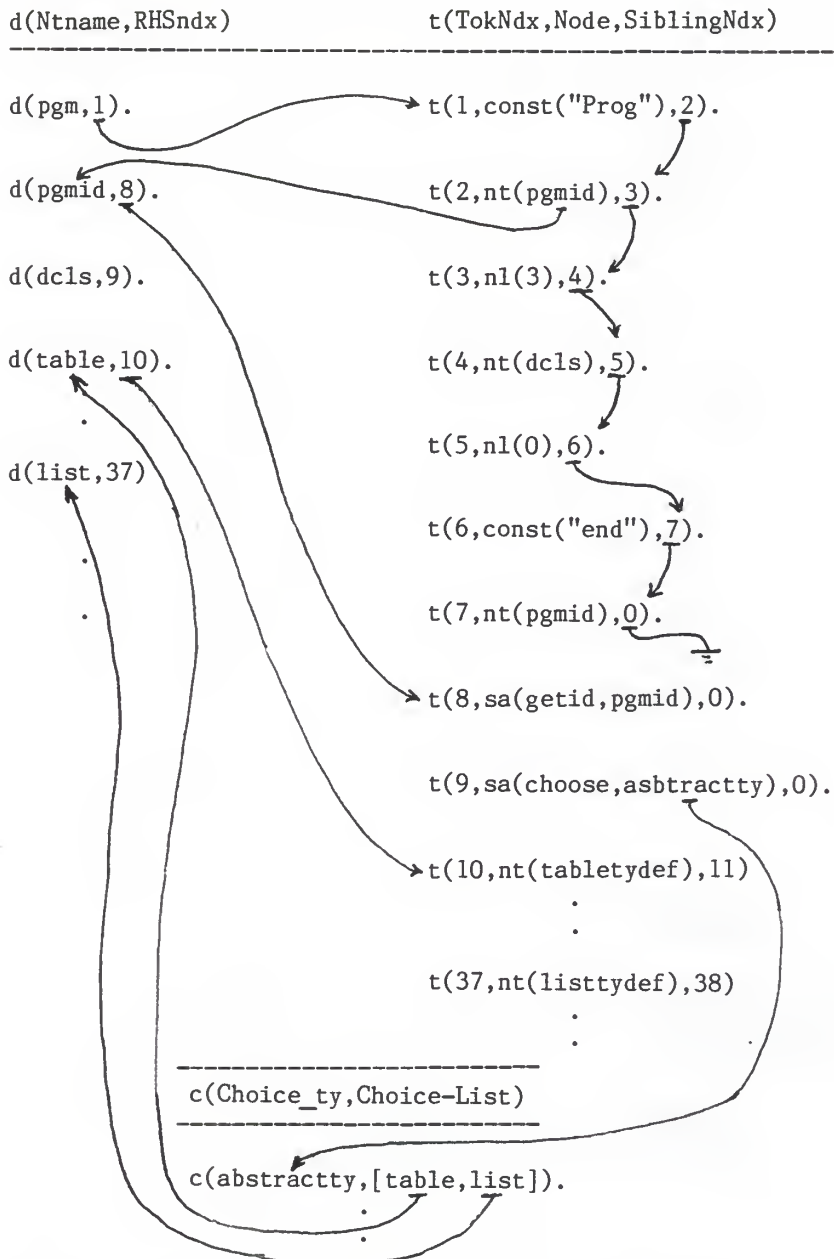 d(Ntname,RHSndx) t(TokNdx,Node,SiblingNdx)
d(pgm,1). t(1,const("Prog"),2).
d(pgmid,8). t(2,nt(pgmid),3).
d(dcls,9). t(3,nl(3),4).
d(table,10). t(4,nt(dcls),5).
t(5,nl(0),6).
d(list,37)
t(6,const("end"),7).
t(7,nt(pgmid),0).
t(8,sa(getid,pgmid),0).
t(9,sa(choose,asbtractty),0).
t(10,nt(tabletydef),11)
t(37,nt(listtydef),38)
c(Choice_ty,Choice-List)
c(abstractty,[table,list]).